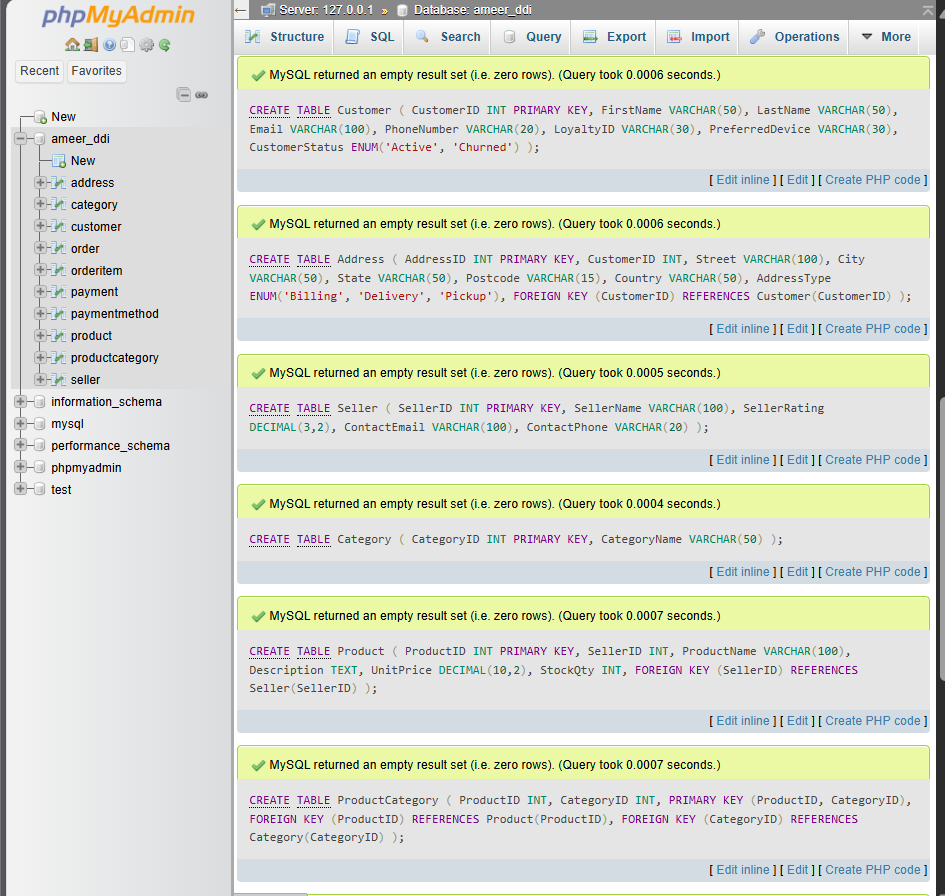 phpMyAdmin
Recent Favorites
New
ameer_ddi
New
address
category
customer
order
orderitem
payment
paymentmethod
product
productcategory
seller
information_schema
mysql
performance_schema
phpmyadmin
test
Server: 127.0.0.1 » Database: ameer_ddi
Structure SQL Search Query Export Import Operations More
MySQL returned an empty result set (i.e. zero rows). (Query took 0.0006 seconds.)
CREATE TABLE Customer ( CustomerID INT PRIMARY KEY, FirstName VARCHAR(50), LastName VARCHAR(50),
Email VARCHAR(100), PhoneNumber VARCHAR(20), LoyaltyID VARCHAR(30), PreferredDevice VARCHAR(30),
CustomerStatus ENUM('Active', 'Churned') );
[ Edit inline ] [ Edit ] [ Create PHP code ]
MySQL returned an empty result set (i.e. zero rows). (Query took 0.0006 seconds.)
CREATE TABLE Address ( AddressID INT PRIMARY KEY, CustomerID INT, Street VARCHAR(100), City
VARCHAR(50), State VARCHAR(50), Postcode VARCHAR(15), Country VARCHAR(50), AddressType
ENUM('Billing', 'Delivery', 'Pickup'), FOREIGN KEY (CustomerID) REFERENCES Customer(CustomerID) );
[ Edit inline ] [ Edit ] [ Create PHP code ]
MySQL returned an empty result set (i.e. zero rows). (Query took 0.0005 seconds.)
CREATE TABLE Seller ( SellerID INT PRIMARY KEY, SellerName VARCHAR(100), SellerRating
DECIMAL(3,2), ContactEmail VARCHAR(100), ContactPhone VARCHAR(20) );
[ Edit inline ] [ Edit ] [ Create PHP code ]
MySQL returned an empty result set (i.e. zero rows). (Query took 0.0004 seconds.)
CREATE TABLE Category ( CategoryID INT PRIMARY KEY, CategoryName VARCHAR(50) );
[ Edit inline ] [ Edit ] [ Create PHP code ]
MySQL returned an empty result set (i.e. zero rows). (Query took 0.0007 seconds.)
CREATE TABLE Product ( ProductID INT PRIMARY KEY, SellerID INT, ProductName VARCHAR(100),
Description TEXT, UnitPrice DECIMAL(10,2), StockQty INT, FOREIGN KEY (SellerID) REFERENCES
Seller(SellerID) );
[ Edit inline ] [ Edit ] [ Create PHP code ]
MySQL returned an empty result set (i.e. zero rows). (Query took 0.0007 seconds.)
CREATE TABLE ProductCategory ( ProductID INT, CategoryID INT, PRIMARY KEY (ProductID, CategoryID),
FOREIGN KEY (ProductID) REFERENCES Product(ProductID), FOREIGN KEY (CategoryID) REFERENCES
Category(CategoryID) );
[ Edit inline ] [ Edit ] [ Create PHP code ]